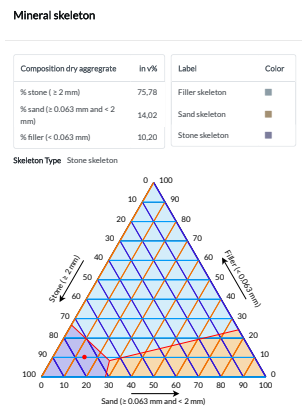 Mineral skeleton
Composition dry aggregrate in v%
% stone ( ≥ 2 mm) 75,78
% sand (≥ 0.063 mm and < 2
mm) 14,02
% filler (< 0.063 mm) 10,20
Label Color
Filler skeleton
Sand skeleton
Stone skeleton
Skeleton Type Stone skeleton
0 100
10 90
20 80
30 70
40 60
50 50
60 40
70 30
80 20
90 10
100 0
Stone (≥ 2 mm)
Filler (< 0.063 mm)
0 10 20 30 40 50 60 70 80 90 100
Sand (≥ 0.063 mm and < 2 mm)